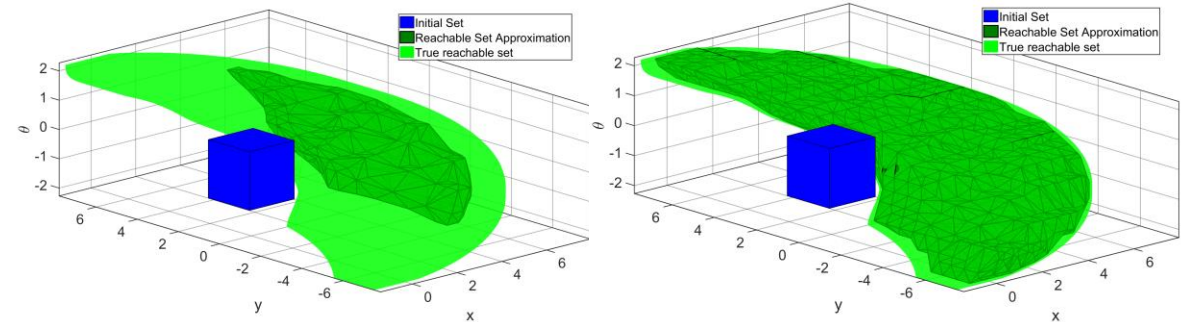 Initial Set
Reachable Set Approximation
True reachable set
2
1
0
-1
-2
θ
6
4
2
0
-2
-4
-6
y
0
2
4
6
x
Initial Set
Reachable Set Approximation
True reachable set
2
1
0
-1
-2
θ
6
4
2
0
-2
-4
-6
y
0
2
4
6
x